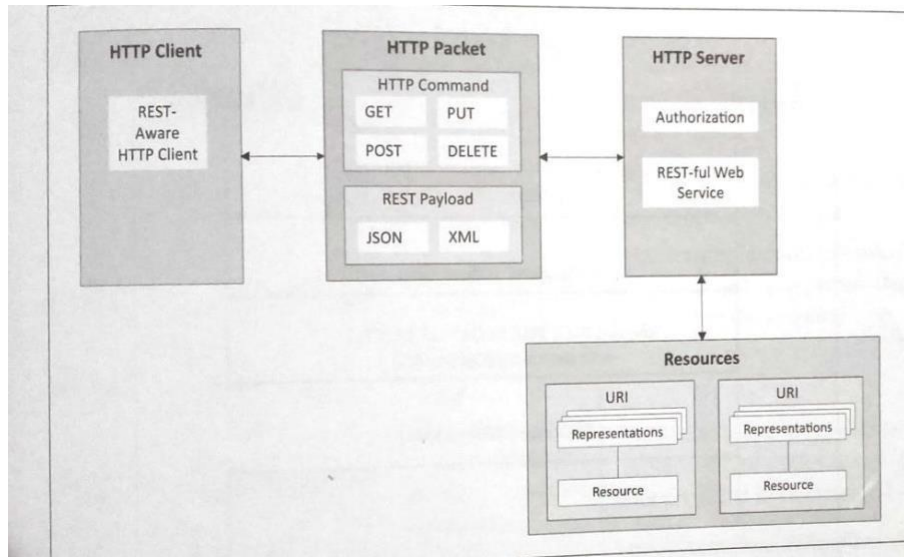 HTTP Client
REST-
Aware
HTTP Client
HTTP Packet
HTTP Command
GET
PUT
POST
DELETE
REST Payload
JSON
XML
HTTP Server
Authorization
REST-ful Web
Service
Resources
URI
Representations
Resource
URI
Representations
Resource